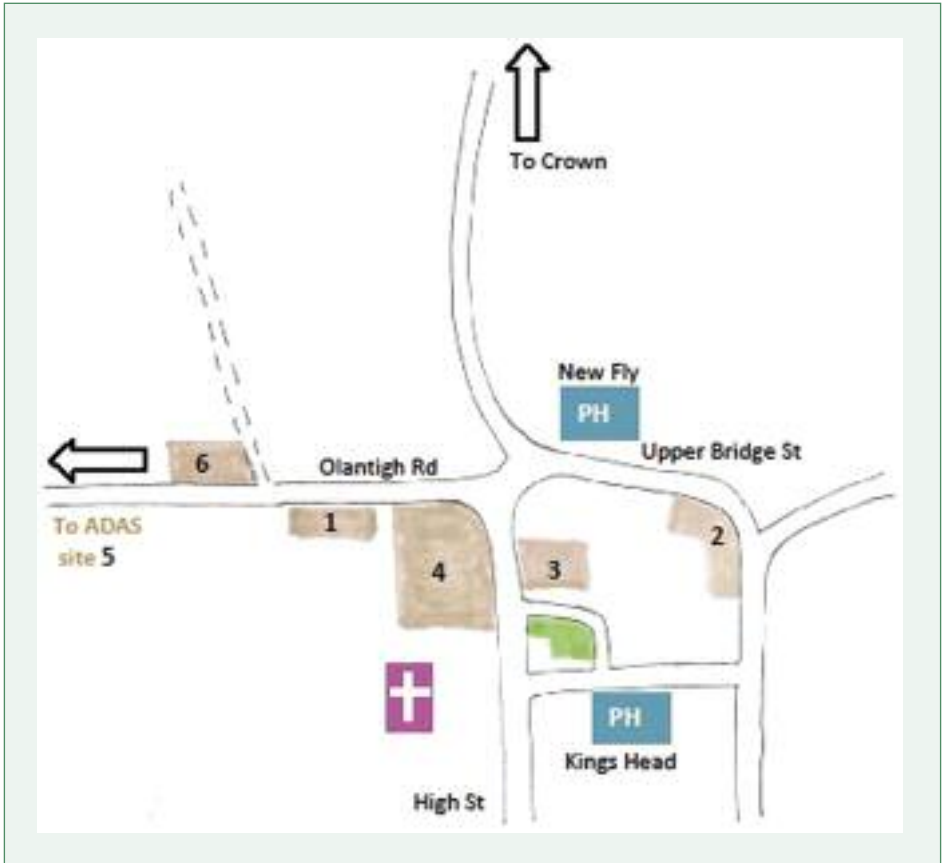 To Crown
New Fly
PH
Upper Bridge St
Olantigh Rd
6
To ADAS
site 5
1
2
4
3
PH
Kings Head
High St